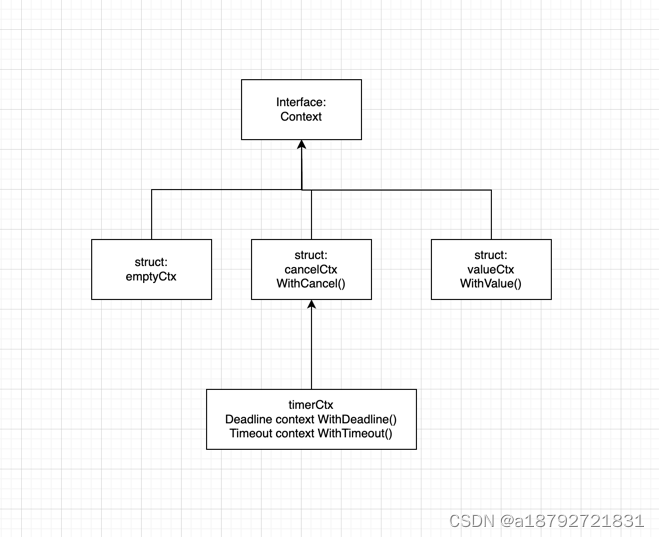 Interface:
Context
struct:
emptyCtx
struct:
cancelCtx
WithCancel()
struct:
valueCtx
WithValue()
timerCtx
Deadline context WithDeadline()
Timeout context WithTimeout()
CSDN @a18792721831